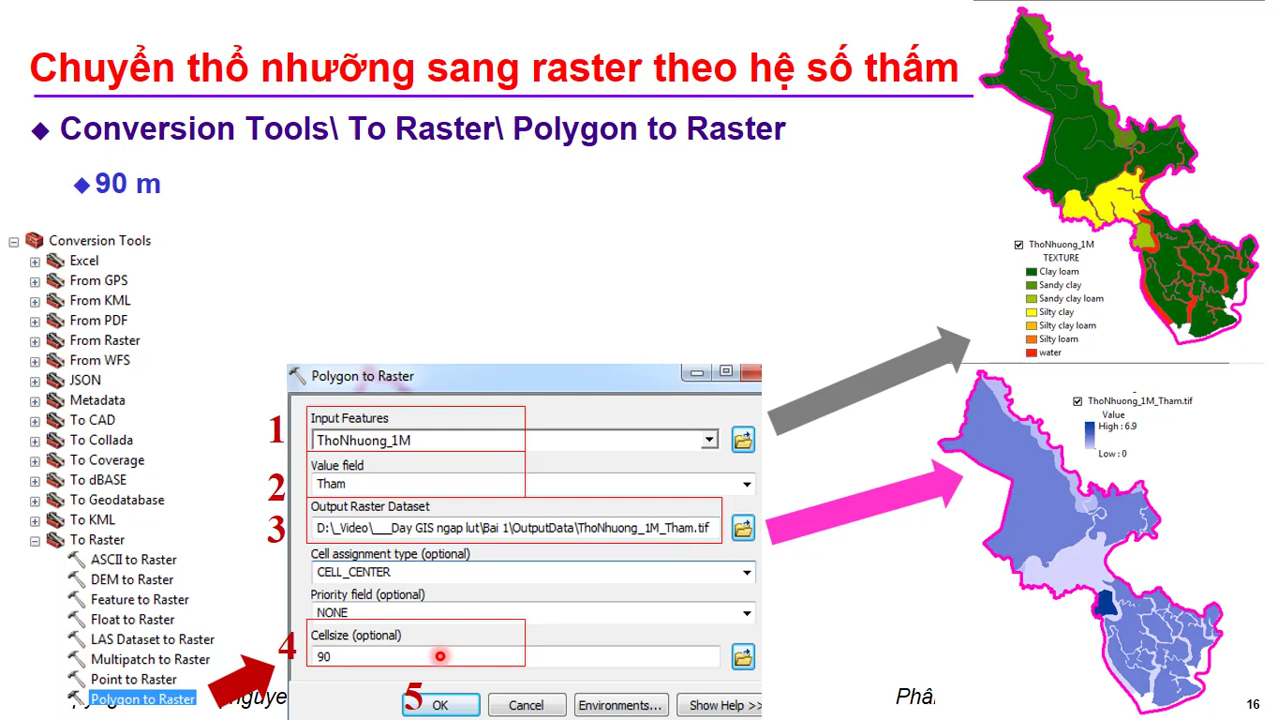 Chuyển thổ nhưỡng sang raster theo hệ số thấm
Conversion Tools\ To Raster\ Polygon to Raster
90 m
Conversion Tools
Excel
From GPS
From KML
From PDF
From Raster
From WFS
JSON
Metadata
To CAD
To Collada
To Coverage
To dBASE
To Geodatabase
To KML
To Raster
ASCII to Raster
DEM to Raster
Feature to Raster
Float to Raster
LAS Dataset to Raster
Multipatch to Raster
Point to Raster
Polygon to Raster
Polygon to Raster
1
Input Features
ThoNhuong_1M
2
Value field
Tham
3
Output Raster Dataset
D:\_Video\___Day GIS ngap lut\Bai 1\OutputData\ThoNhuong_1M_Tham.tif
Cell assignment type (optional)
CELL_CENTER
Priority field (optional)
NONE
4
Cellsize (optional)
90
5
OK
Cancel
Environments...
Show Help >>
ThoNhuong_1M
TEXTURE
Clay loam
Sandy clay
Sandy clay loam
Silty clay
Silty clay loam
Silty loam
water
ThoNhuong_1M_Tham.tif
Value
High : 6.9
Low : 0
Phân
16